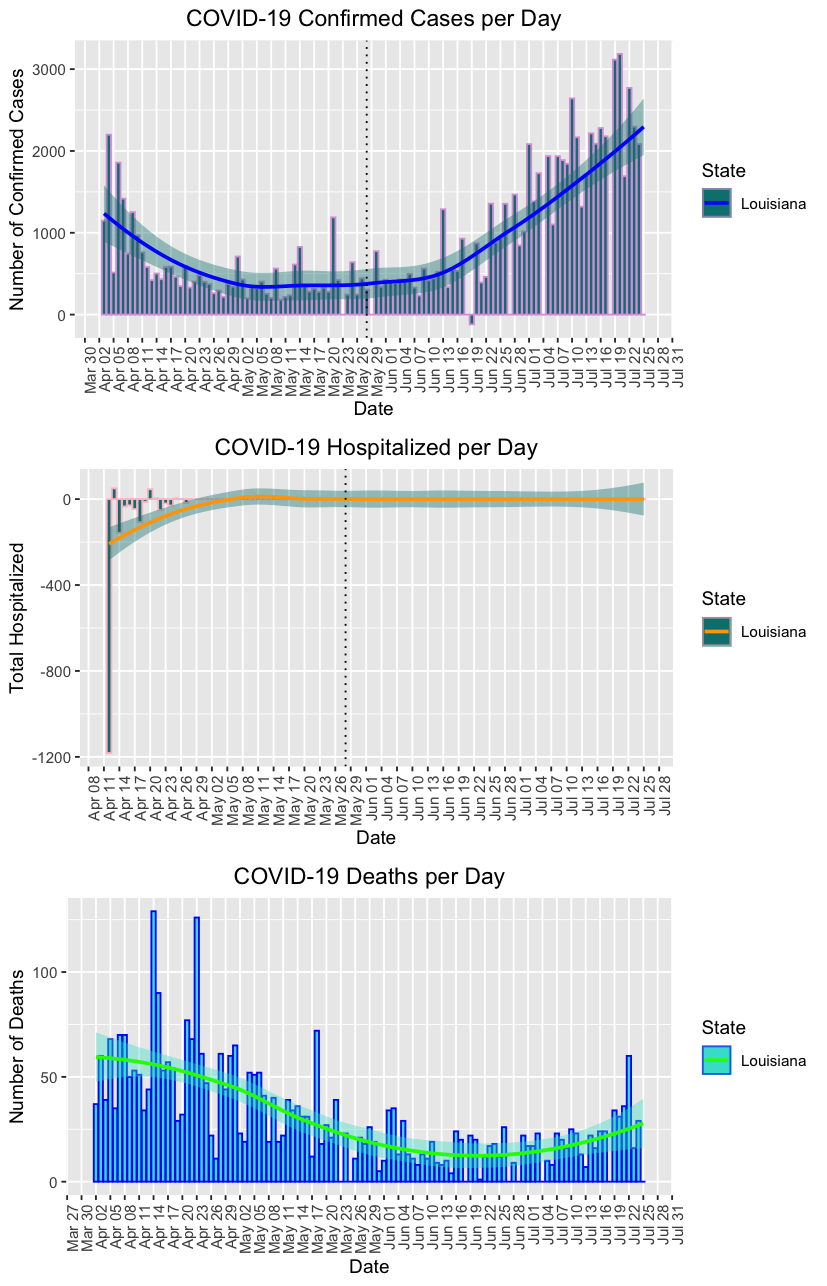 COVID-19 Confirmed Cases per Day
Number of Confirmed Cases
3000
2000
1000
0
Mar 30
Apr 02
Apr 05
Apr 08
Apr 11
Apr 14
Apr 17
Apr 20
Apr 23
Apr 26
Apr 29
May 02
May 05
May 08
May 11
May 14
May 17
May 20
May 23
May 26
May 29
Jun 01
Jun 04
Jun 07
Jun 10
Jun 13
Jun 16
Jun 19
Jun 22
Jun 25
Jun 28
Jul 01
Jul 04
Jul 07
Jul 10
Jul 13
Jul 16
Jul 19
Jul 22
Jul 25
Jul 28
Jul 31
Date
State
Louisiana
COVID-19 Hospitalized per Day
Total Hospitalized
0
-400
-800
-1200
Apr 08
Apr 11
Apr 14
Apr 17
Apr 20
Apr 23
Apr 26
Apr 29
May 02
May 05
May 08
May 11
May 14
May 17
May 20
May 23
May 26
May 29
Jun 01
Jun 04
Jun 07
Jun 10
Jun 13
Jun 16
Jun 19
Jun 22
Jun 25
Jun 28
Jul 01
Jul 04
Jul 07
Jul 10
Jul 13
Jul 16
Jul 19
Jul 22
Jul 25
Jul 28
Date
State
Louisiana
COVID-19 Deaths per Day
Number of Deaths
100
50
0
Mar 27
Mar 30
Apr 02
Apr 05
Apr 08
Apr 11
Apr 14
Apr 17
Apr 20
Apr 23
Apr 26
Apr 29
May 02
May 05
May 08
May 11
May 14
May 17
May 20
May 23
May 26
May 29
Jun 01
Jun 04
Jun 07
Jun 10
Jun 13
Jun 16
Jun 19
Jun 22
Jun 25
Jun 28
Jul 01
Jul 04
Jul 07
Jul 10
Jul 13
Jul 16
Jul 19
Jul 22
Jul 25
Jul 28
Jul 31
Date
State
Louisiana